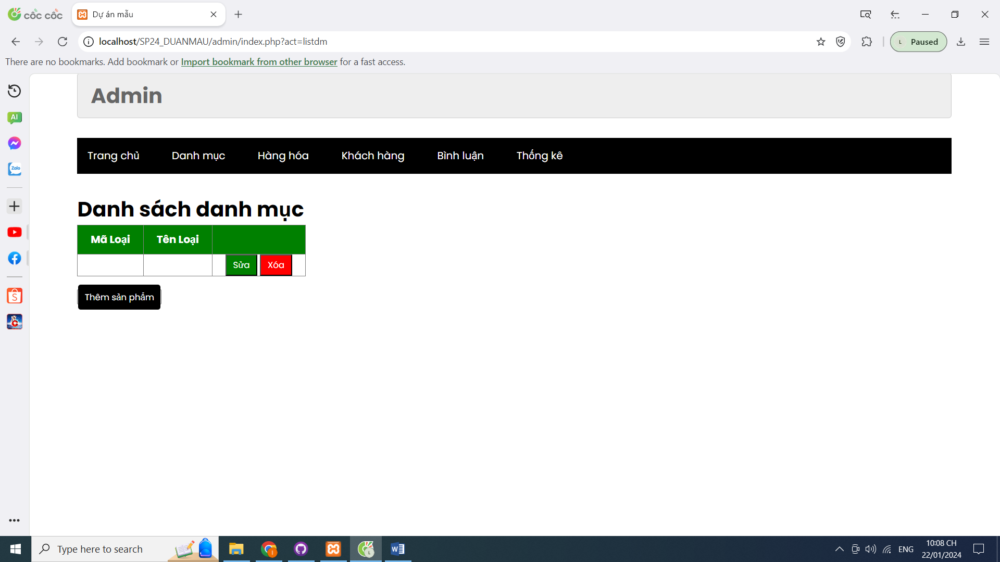 cốc cốc
Dự án mẫu
localhost/SP24_DUANMAU/admin/index.php?act=listdm
L Paused
There are no bookmarks. Add bookmark or Import bookmark from other browser for a fast access.
AI
Zalo
Admin
Trang chủ Danh mục Hàng hóa Khách hàng Bình luận Thống kê
Danh sách danh mục
Mã Loại Tên Loại
Sửa Xóa
Thêm sản phẩm
Type here to search
ENG
10:08 CH
22/01/2024